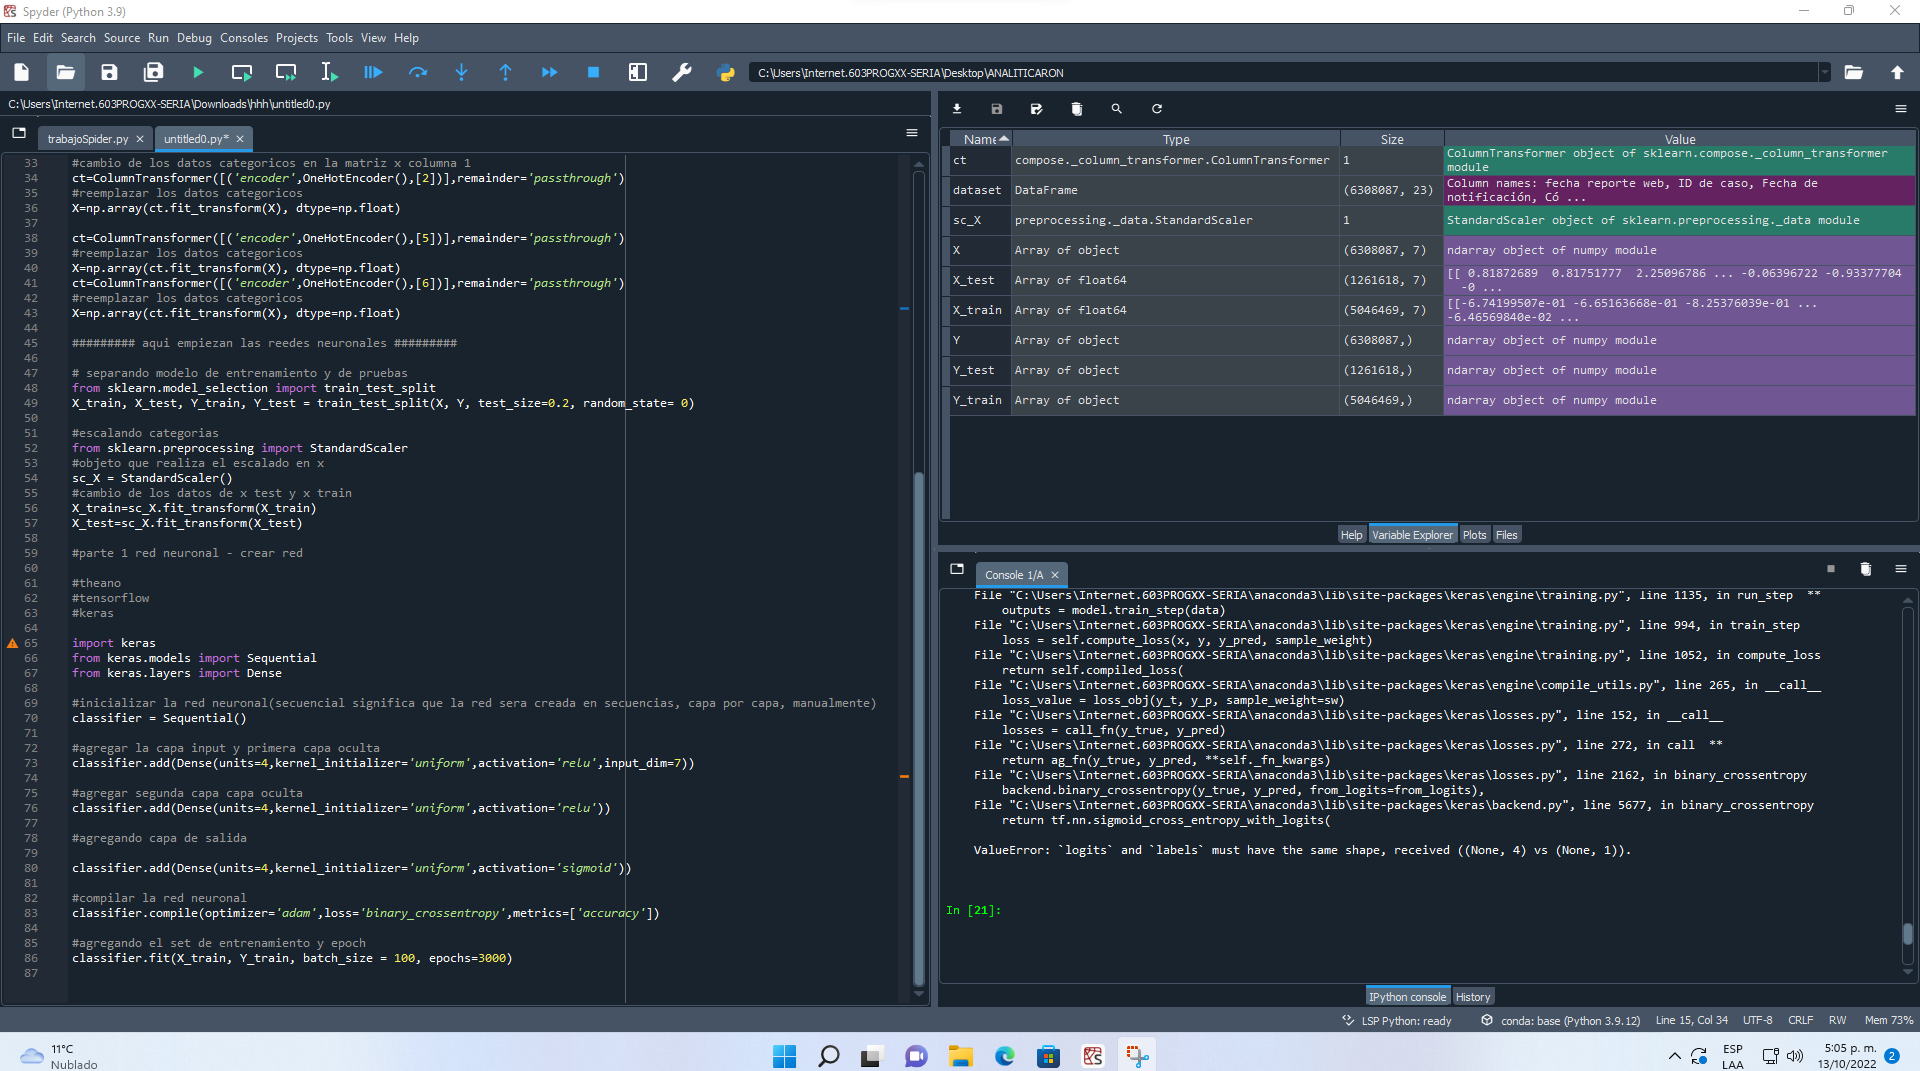 Spyder (Python 3.9)
File Edit Search Source Run Debug Consoles Projects Tools View Help
C:\Users\Internet.603PROGXX-SERIA\Desktop\ANALITICARON
C:\Users\Internet.603PROGXX-SERIA\Downloads\hhh\untitled0.py
trabajoSpider.py
untitled0.py*
33 #cambio de los datos categoricos en la matriz x columna 1
34 ct=ColumnTransformer([('encoder',OneHotEncoder(),[2])],remainder='passthrough')
35 #reemplazar los datos categoricos
36 X=np.array(ct.fit_transform(X), dtype=np.float)
37
38 ct=ColumnTransformer([('encoder',OneHotEncoder(),[5])],remainder='passthrough')
39 #reemplazar los datos categoricos
40 X=np.array(ct.fit_transform(X), dtype=np.float)
41 ct=ColumnTransformer([('encoder',OneHotEncoder(),[6])],remainder='passthrough')
42 #reemplazar los datos categoricos
43 X=np.array(ct.fit_transform(X), dtype=np.float)
44
45 ######### aqui empiezan las reedes neuronales #########
46
47 # separando modelo de entrenamiento y de pruebas
48 from sklearn.model_selection import train_test_split
49 X_train, X_test, Y_train, Y_test = train_test_split(X, Y, test_size=0.2, random_state= 0)
50
51 #escalando categorias
52 from sklearn.preprocessing import StandardScaler
53 #objeto que realiza el escalado en x
54 sc_X = StandardScaler()
55 #cambio de los datos de x test y x train
56 X_train=sc_X.fit_transform(X_train)
57 X_test=sc_X.fit_transform(X_test)
58
59 #parte 1 red neuronal - crear red
60
61 #theano
62 #tensorflow
63 #keras
64
65 import keras
66 from keras.models import Sequential
67 from keras.layers import Dense
68
69 #inicializar la red neuronal(secuencial significa que la red sera creada en secuencias, capa por capa, manualmente)
70 classifier = Sequential()
71
72 #agregar la capa input y primera capa oculta
73 classifier.add(Dense(units=4,kernel_initializer='uniform',activation='relu',input_dim=7))
74
75 #agregar segunda capa capa oculta
76 classifier.add(Dense(units=4,kernel_initializer='uniform',activation='relu'))
77
78 #agregando capa de salida
79
80 classifier.add(Dense(units=4,kernel_initializer='uniform',activation='sigmoid'))
81
82 #compilar la red neuronal
83 classifier.compile(optimizer='adam',loss='binary_crossentropy',metrics=['accuracy'])
84
85 #agregando el set de entrenamiento y epoch
86 classifier.fit(X_train, Y_train, batch_size = 100, epochs=3000)
87
Name Type Size Value
ct compose._column_transformer.ColumnTransformer 1 ColumnTransformer object of sklearn.compose._column_transformer
module
dataset DataFrame (6308087, 23) Column names: fecha reporte web, ID de caso, Fecha de
notificación, Có ...
sc_X preprocessing._data.StandardScaler 1 StandardScaler object of sklearn.preprocessing._data module
X Array of object (6308087, 7) ndarray object of numpy module
X_test Array of float64 (1261618, 7) [[ 0.81872689 0.81751777 2.25096786 ... -0.06396722 -0.93377704
-0 ...
X_train Array of float64 (5046469, 7) [[-6.74199507e-01 -6.65163668e-01 -8.25376039e-01 ...
-6.46569840e-02 ...
Y Array of object (6308087,) ndarray object of numpy module
Y_test Array of object (1261618,) ndarray object of numpy module
Y_train Array of object (5046469,) ndarray object of numpy module
Help Variable Explorer Plots Files
Console 1/A
File "C:\Users\Internet.603PROGXX-SERIA\anaconda3\lib\site-packages\keras\engine\training.py", line 1135, in run_step **
outputs = model.train_step(data)
File "C:\Users\Internet.603PROGXX-SERIA\anaconda3\lib\site-packages\keras\engine\training.py", line 994, in train_step
loss = self.compute_loss(x, y, y_pred, sample_weight)
File "C:\Users\Internet.603PROGXX-SERIA\anaconda3\lib\site-packages\keras\engine\training.py", line 1052, in compute_loss
return self.compiled_loss(
File "C:\Users\Internet.603PROGXX-SERIA\anaconda3\lib\site-packages\keras\engine\compile_utils.py", line 265, in __call__
loss_value = loss_obj(y_t, y_p, sample_weight=sw)
File "C:\Users\Internet.603PROGXX-SERIA\anaconda3\lib\site-packages\keras\losses.py", line 152, in __call__
losses = call_fn(y_true, y_pred)
File "C:\Users\Internet.603PROGXX-SERIA\anaconda3\lib\site-packages\keras\losses.py", line 272, in call **
return ag_fn(y_true, y_pred, **self._fn_kwargs)
File "C:\Users\Internet.603PROGXX-SERIA\anaconda3\lib\site-packages\keras\losses.py", line 2162, in binary_crossentropy
backend.binary_crossentropy(y_true, y_pred, from_logits=from_logits),
File "C:\Users\Internet.603PROGXX-SERIA\anaconda3\lib\site-packages\keras\backend.py", line 5677, in binary_crossentropy
return tf.nn.sigmoid_cross_entropy_with_logits(
ValueError: `logits` and `labels` must have the same shape, received ((None, 4) vs (None, 1)).
In [21]:
IPython console History
LSP Python: ready conda: base (Python 3.9.12) Line 15, Col 34 UTF-8 CRLF RW Mem 73%
11°C
Nublado
ESP
LAA
5:05 p. m.
13/10/2022
2